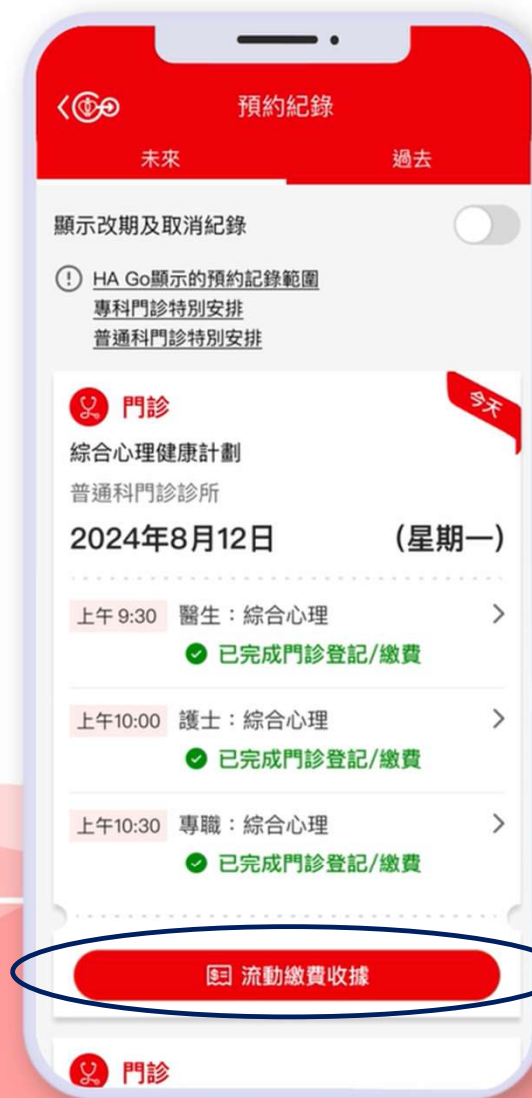 預約紀錄
未來 過去
顯示改期及取消紀錄
HA Go顯示的預約記錄範圍
專科門診特別安排
普通科門診特別安排
門診 今天
綜合心理健康計劃
普通科門診診所
2024年8月12日 (星期一)
上午 9:30 醫生：綜合心理
已完成門診登記/繳費
上午10:00 護士：綜合心理
已完成門診登記/繳費
上午10:30 專職：綜合心理
已完成門診登記/繳費
流動繳費收據
門診